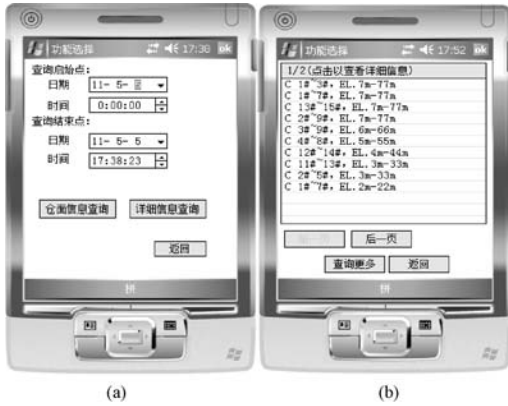 功能选择 17:38 ok
查询启始点:
日期 11- 5- 2
时间 0:00:00
查询结束点:
日期 11- 5- 5
时间 17:38:23
仓面信息查询 详细信息查询
返回
拼
(a)
功能选择 17:52 ok
1/2(点击以查看详细信息)
C 1#~3#, EL.7m-77m
C 1#~7#, EL.7m-77m
C 13#~15#, EL.7m-77m
C 2#~9#, EL.7m-77m
C 3#~9#, EL.6m-66m
C 4#~8#, EL.5m-55m
C 12#~14#, EL.4m-44m
C 11#~13#, EL.3m-33m
C 2#~5#, EL.3m-33m
C 1#~7#, EL.2m-22m
后一页
查询更多 返回
拼
(b)